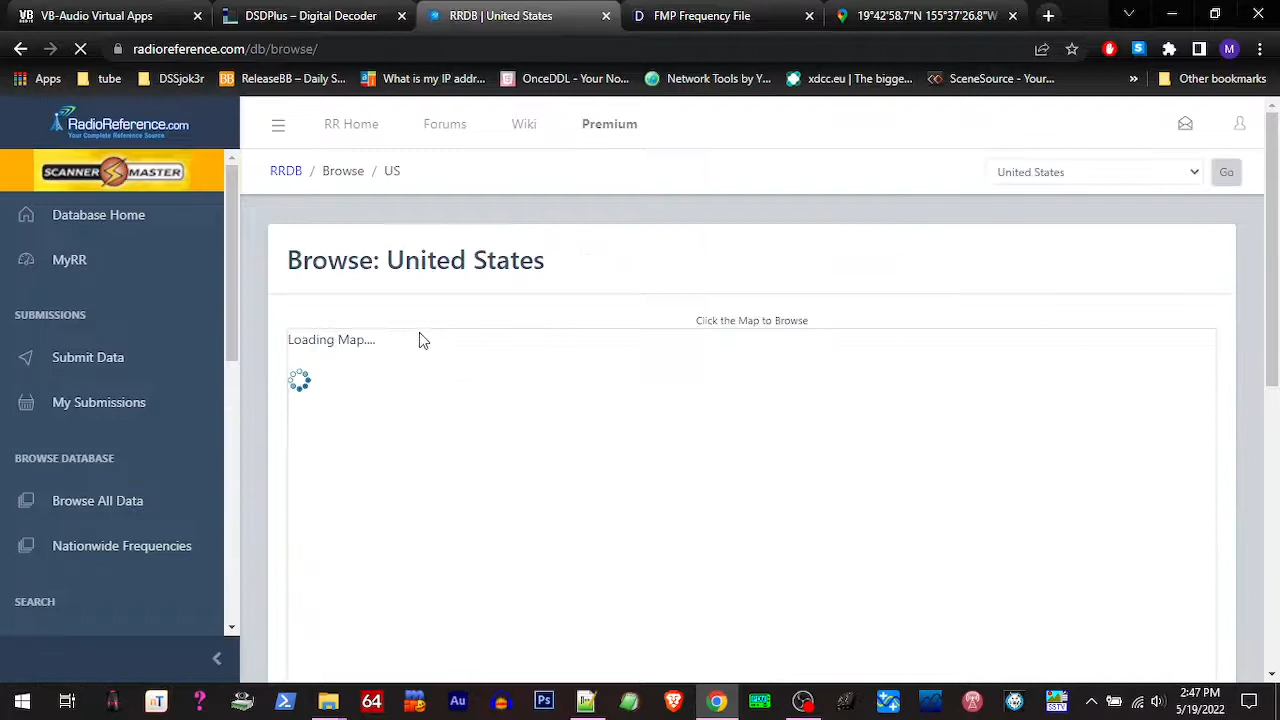 VB-Audio Virtual Apps
DSDPlus - Digital Decoder
RRDB | United States
FMP Frequency File
19°42'58.7"N 155°37'26.8"W
radioreference.com/db/browse/
M
Apps
tube
DSSjok3r
ReleaseBB – Daily S...
What is my IP addr...
OnceDDL - Your No...
Network Tools by Y...
xdcc.eu | The bigge...
SceneSource - Your...
»
Other Bookmarks
RadioReference.com
Your Complete Reference Source
RR Home
Forums
Wiki
Premium
SCANNER MASTER
RRDB / Browse / US
United States
Go
Database Home
MyRR
SUBMISSIONS
Submit Data
My Submissions
BROWSE DATABASE
Browse All Data
Nationwide Frequencies
SEARCH
Browse: United States
Click the Map to Browse
Loading Map....
nT
64
Au
Ps
SSTV
2:47 PM
5/19/2022